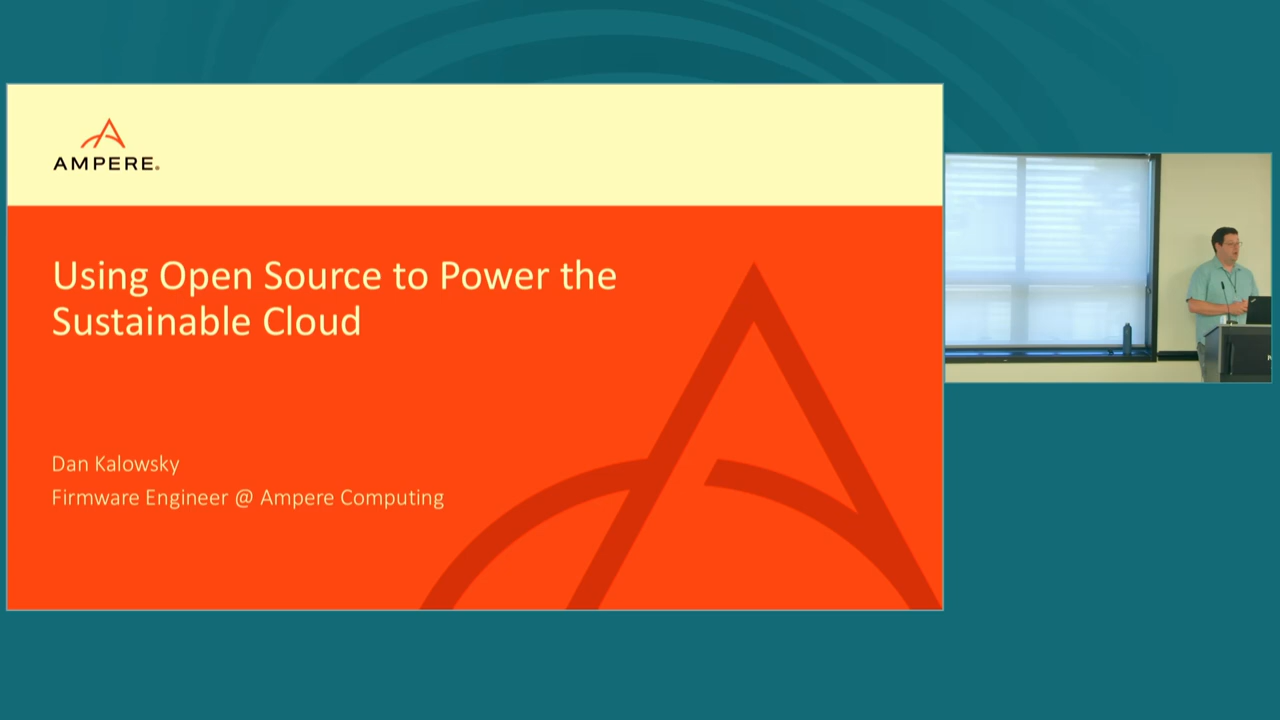 AMPERE®
Using Open Source to Power the
Sustainable Cloud
Dan Kalowsky
Firmware Engineer @ Ampere Computing